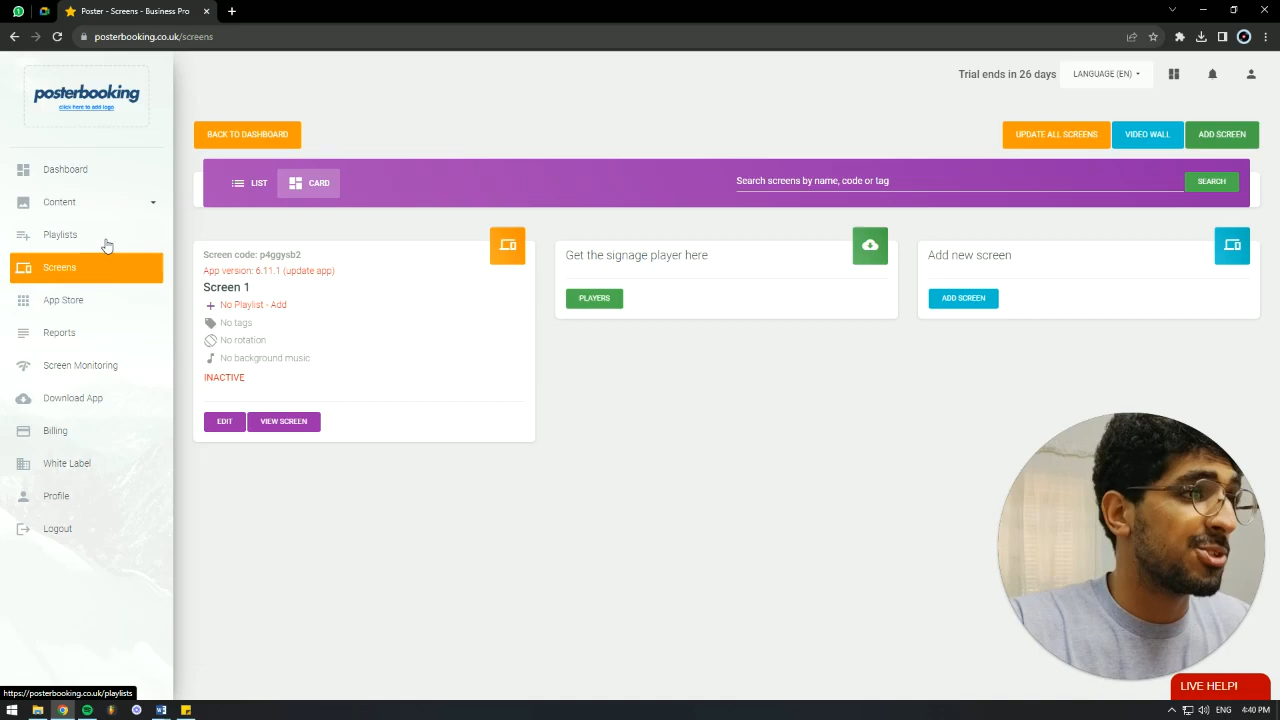 Poster - Screens - Business Pro
posterbooking.co.uk/screens
posterbooking
click here to add logo
Trial ends in 26 days
LANGUAGE (EN)
BACK TO DASHBOARD
UPDATE ALL SCREENS
VIDEO WALL
ADD SCREEN
Dashboard
Content
Playlists
Screens
App Store
Reports
Screen Monitoring
Download App
Billing
White Label
Profile
Logout
LIST
CARD
Search screens by name, code or tag
SEARCH
Screen code: p4ggysb2
App version: 6.11.1 (update app)
Screen 1
No Playlist - Add
No tags
No rotation
No background music
INACTIVE
EDIT
VIEW SCREEN
Get the signage player here
PLAYERS
Add new screen
ADD SCREEN
LIVE HELP!
https://posterbooking.co.uk/playlists
ENG
4:40 PM